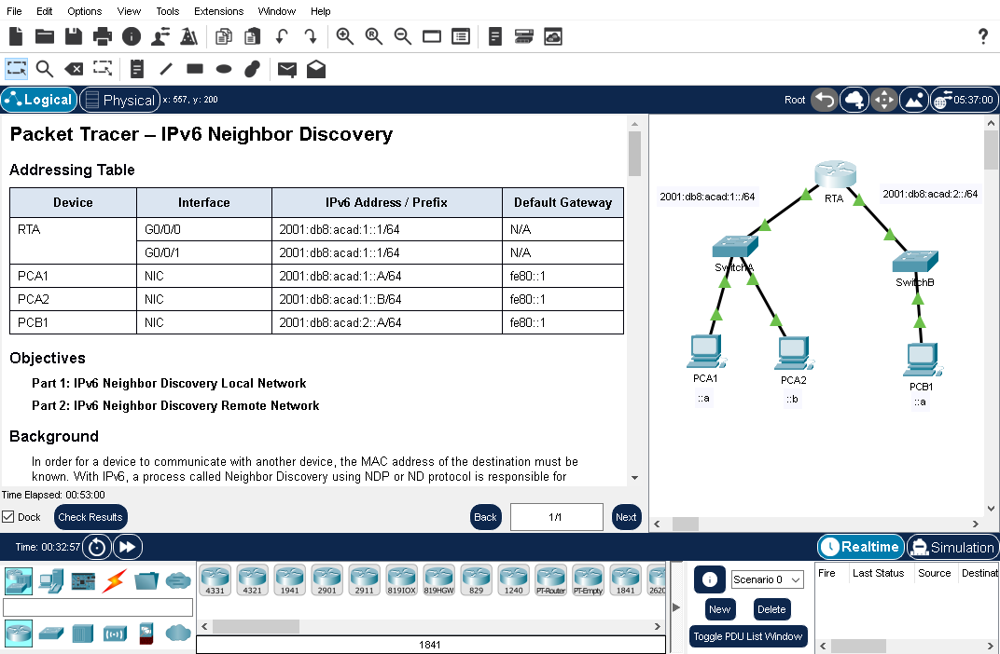 File Edit Options View Tools Extensions Window Help
?
Logical Physical x: 557, y: 200 Root 05:37:00
Packet Tracer – IPv6 Neighbor Discovery
Addressing Table
Device Interface IPv6 Address / Prefix Default Gateway
RTA G0/0/0 2001:db8:acad:1::1/64 N/A
G0/0/1 2001:db8:acad:1::1/64 N/A
PCA1 NIC 2001:db8:acad:1::A/64 fe80::1
PCA2 NIC 2001:db8:acad:1::B/64 fe80::1
PCB1 NIC 2001:db8:acad:2::A/64 fe80::1
Objectives
Part 1: IPv6 Neighbor Discovery Local Network
Part 2: IPv6 Neighbor Discovery Remote Network
Background
In order for a device to communicate with another device, the MAC address of the destination must be
known. With IPv6, a process called Neighbor Discovery using NDP or ND protocol is responsible for
Time Elapsed: 00:53:00
Dock Check Results Back 1/1 Next
2001:db8:acad:1::/64 RTA 2001:db8:acad:2::/64
SwitchA SwitchB
PCA1 PCA2 PCB1
::a ::b ::a
Time: 00:32:57 Realtime Simulation
4331 4321 1941 2901 2911 819IOX 819HGW 829 1240 PT-Router PT-Empty 1841 2620
1841
Scenario 0
New Delete
Toggle PDU List Window
Fire Last Status Source Destinat